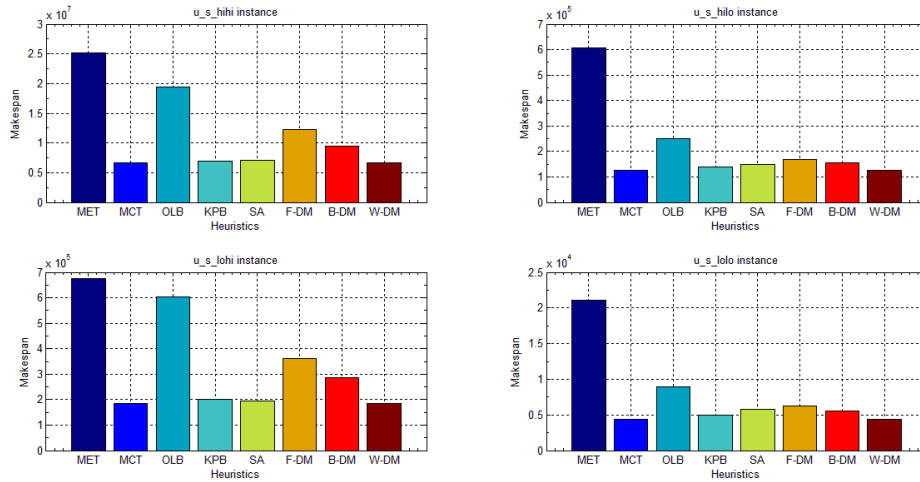 u_s_hihi instance
x 10^7
3
2.5
2
1.5
1
0.5
0
Makespan
MET MCT OLB KPB SA F-DM B-DM W-DM
Heuristics
u_s_hilo instance
x 10^5
7
6
5
4
3
2
1
0
Makespan
MET MCT OLB KPB SA F-DM B-DM W-DM
Heuristics
u_s_lohi instance
x 10^5
7
6
5
4
3
2
1
0
Makespan
MET MCT OLB KPB SA F-DM B-DM W-DM
Heuristics
u_s_lolo instance
x 10^4
2.5
2
1.5
1
0.5
0
Makespan
MET MCT OLB KPB SA F-DM B-DM W-DM
Heuristics